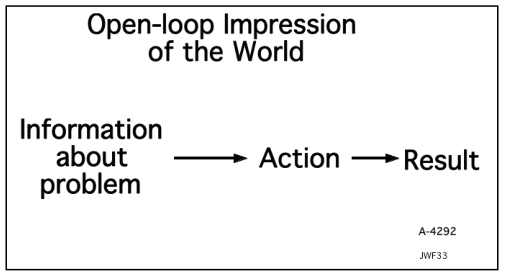 Open-loop Impression
of the World
Information
about
problem
Action
Result
A-4292
JWF33